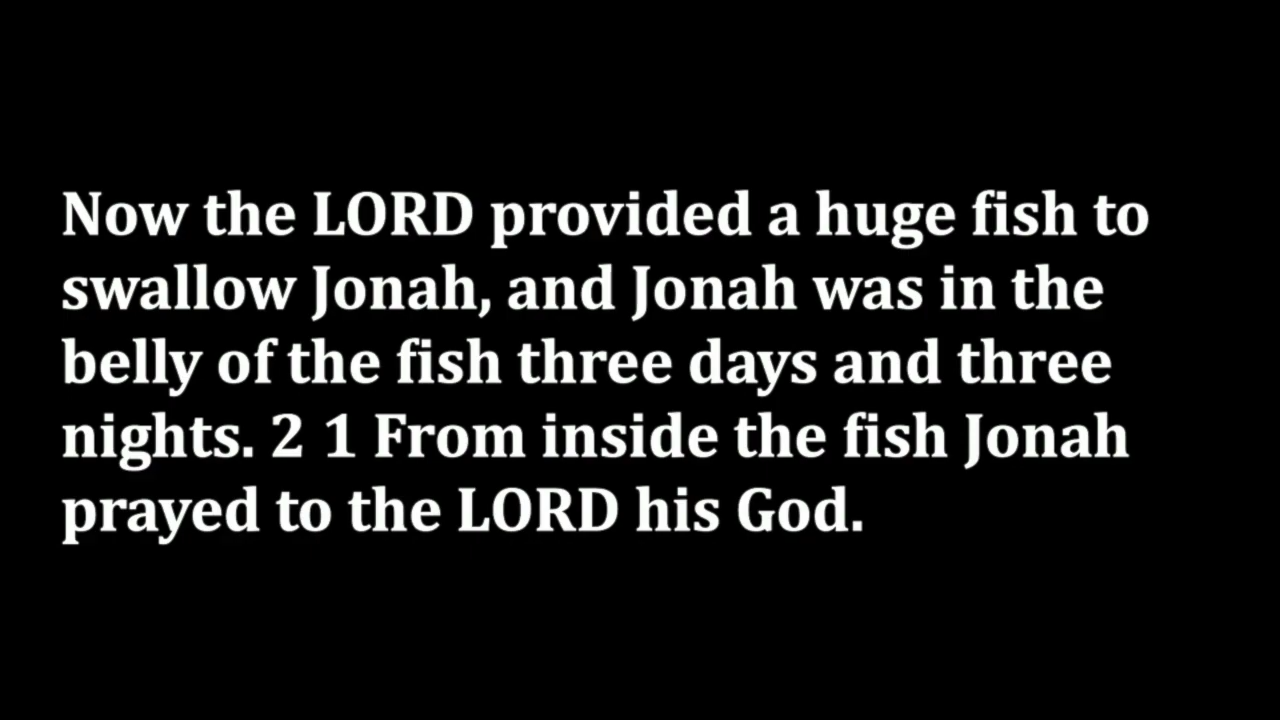 Now the LORD provided a huge fish to
swallow Jonah, and Jonah was in the
belly of the fish three days and three
nights. 2 1 From inside the fish Jonah
prayed to the LORD his God.